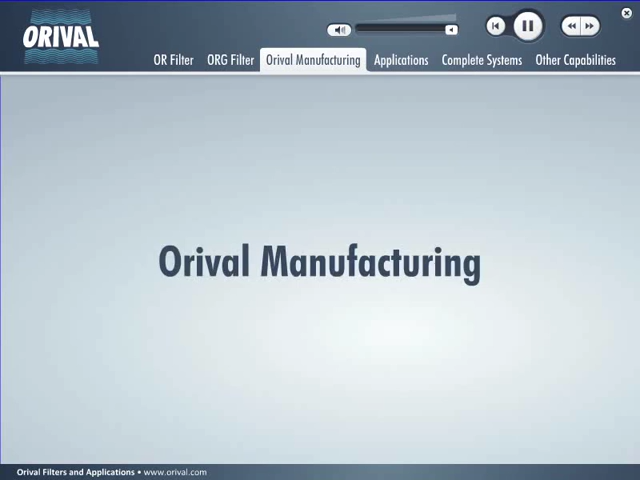 ORIVAL
OR Filter ORG Filter Orival Manufacturing Applications Complete Systems Other Capabilities
Orival Manufacturing
Orival Filters and Applications • www.orival.com